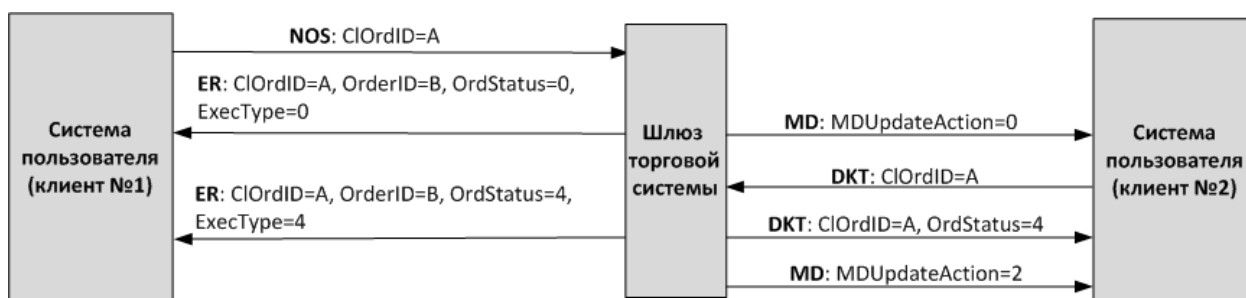 Система
пользователя
(клиент №1)
NOS: ClOrdID=A
ER: ClOrdID=A, OrderID=B, OrdStatus=0,
ExecType=0
ER: ClOrdID=A, OrderID=B, OrdStatus=4,
ExecType=4
Шлюз
торговой
системы
MD: MDUpdateAction=0
DKT: ClOrdID=A
DKT: ClOrdID=A, OrdStatus=4
MD: MDUpdateAction=2
Система
пользователя
(клиент №2)